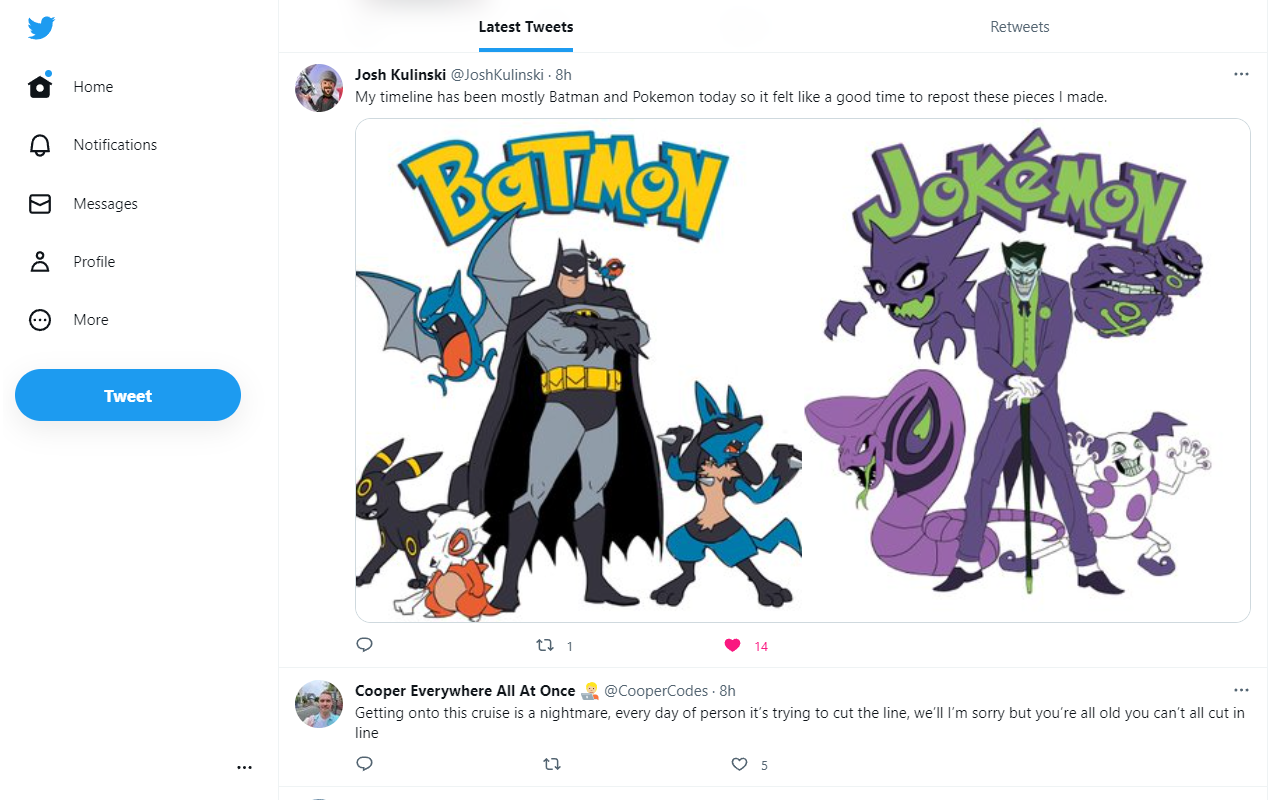 Latest Tweets
Retweets
Home
Notifications
Messages
Profile
More
Tweet
Josh Kulinski @JoshKulinski · 8h
My timeline has been mostly Batman and Pokemon today so it felt like a good time to repost these pieces I made.
BaTMON
JoKéMON
1
14
Cooper Everywhere All At Once 🧑🏼‍💻 @CooperCodes · 8h
Getting onto this cruise is a nightmare, every day of person it’s trying to cut the line, we’ll I’m sorry but you’re all old you can’t all cut in
line
5